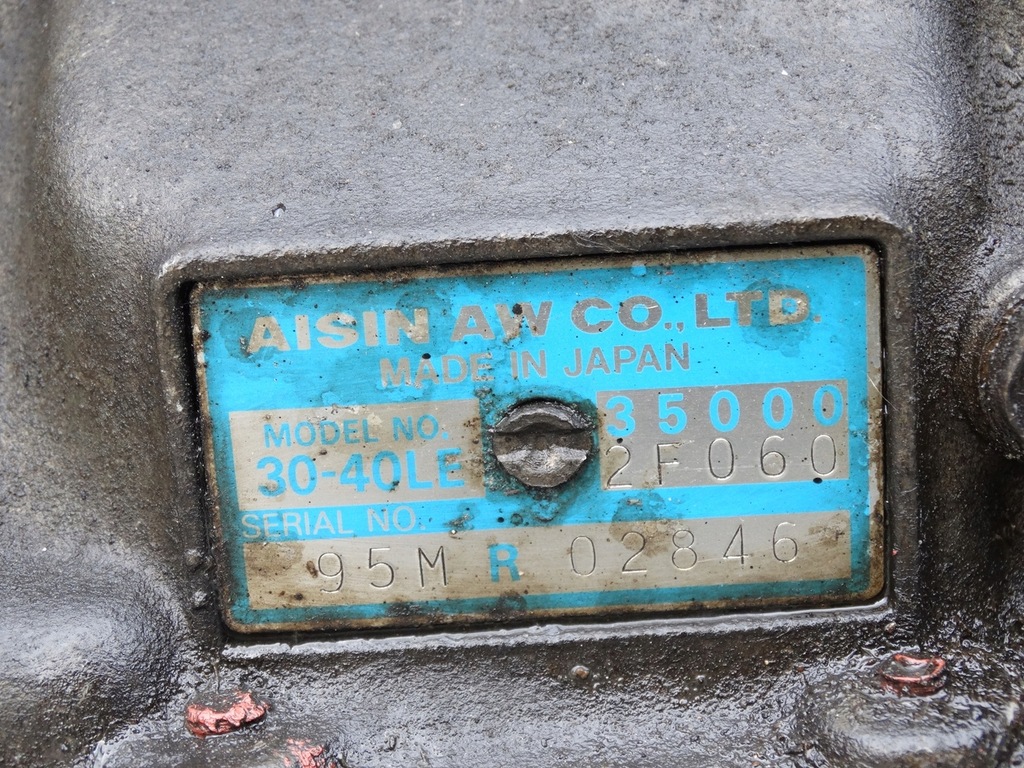 AISIN AW CO., LTD.
MADE IN JAPAN
MODEL NO.
30-40LE
35000
2F060
SERIAL NO.
95M R 02846